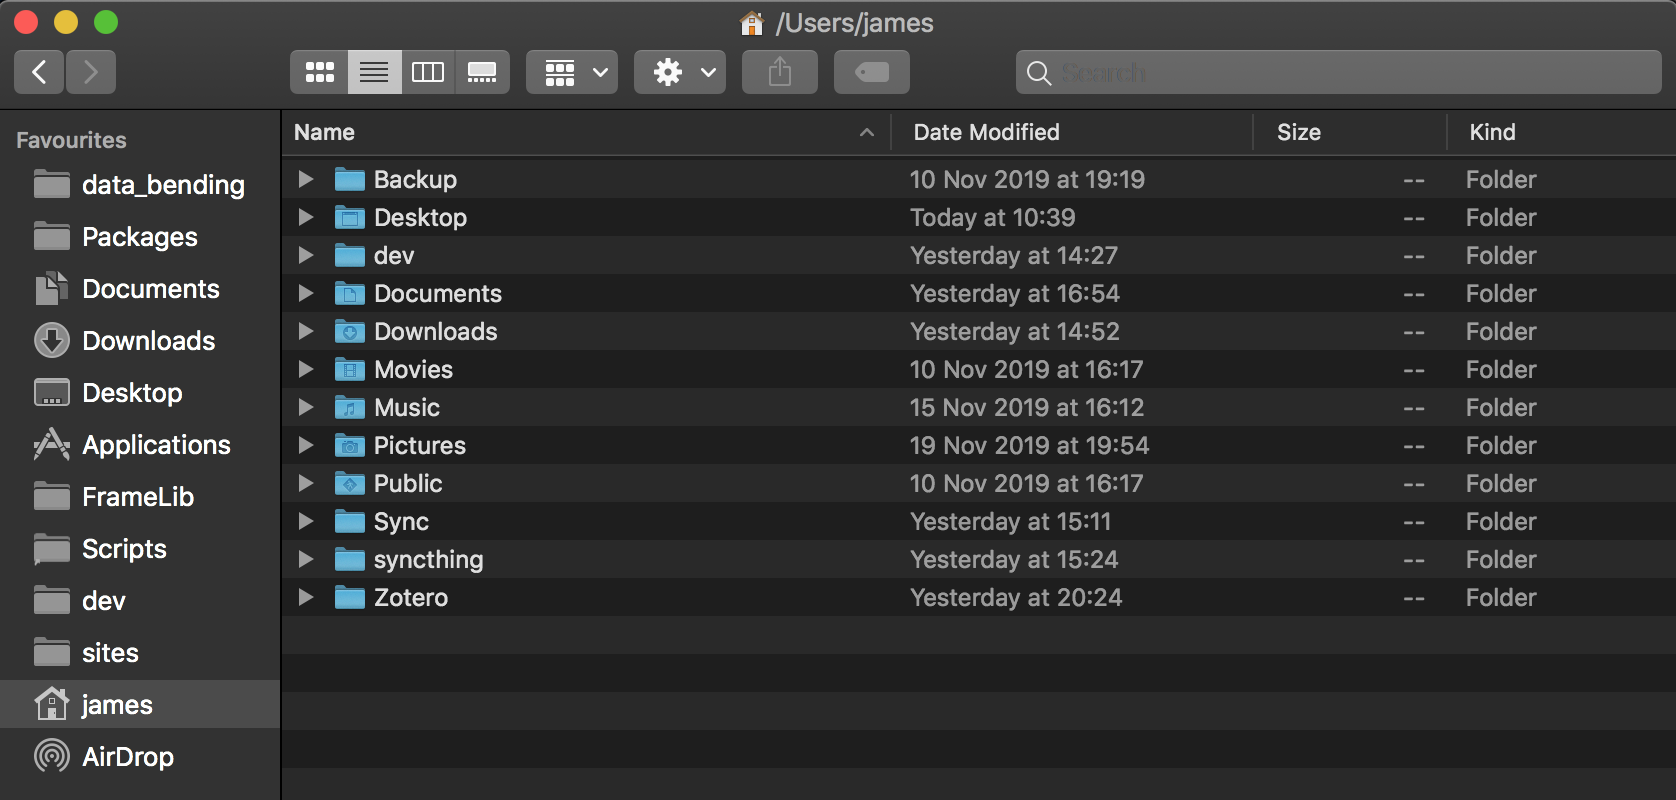 /Users/james
Search
Favourites
data_bending
Packages
Documents
Downloads
Desktop
Applications
FrameLib
Scripts
dev
sites
james
AirDrop
Name Date Modified Size Kind
Backup 10 Nov 2019 at 19:19 -- Folder
Desktop Today at 10:39 -- Folder
dev Yesterday at 14:27 -- Folder
Documents Yesterday at 16:54 -- Folder
Downloads Yesterday at 14:52 -- Folder
Movies 10 Nov 2019 at 16:17 -- Folder
Music 15 Nov 2019 at 16:12 -- Folder
Pictures 19 Nov 2019 at 19:54 -- Folder
Public 10 Nov 2019 at 16:17 -- Folder
Sync Yesterday at 15:11 -- Folder
syncthing Yesterday at 15:24 -- Folder
Zotero Yesterday at 20:24 -- Folder